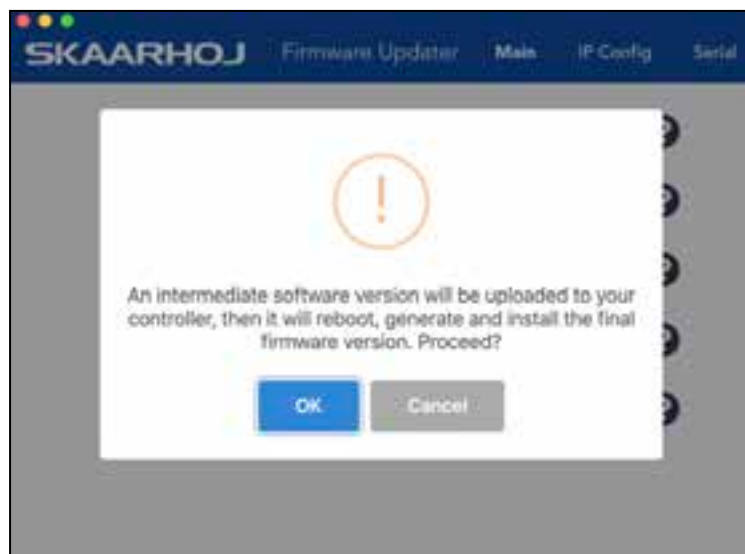 SKAARHOJ Firmware Updater Main IP Config Serial
An intermediate software version will be uploaded to your
controller, then it will reboot, generate and install the final
firmware version. Proceed?
OK Cancel